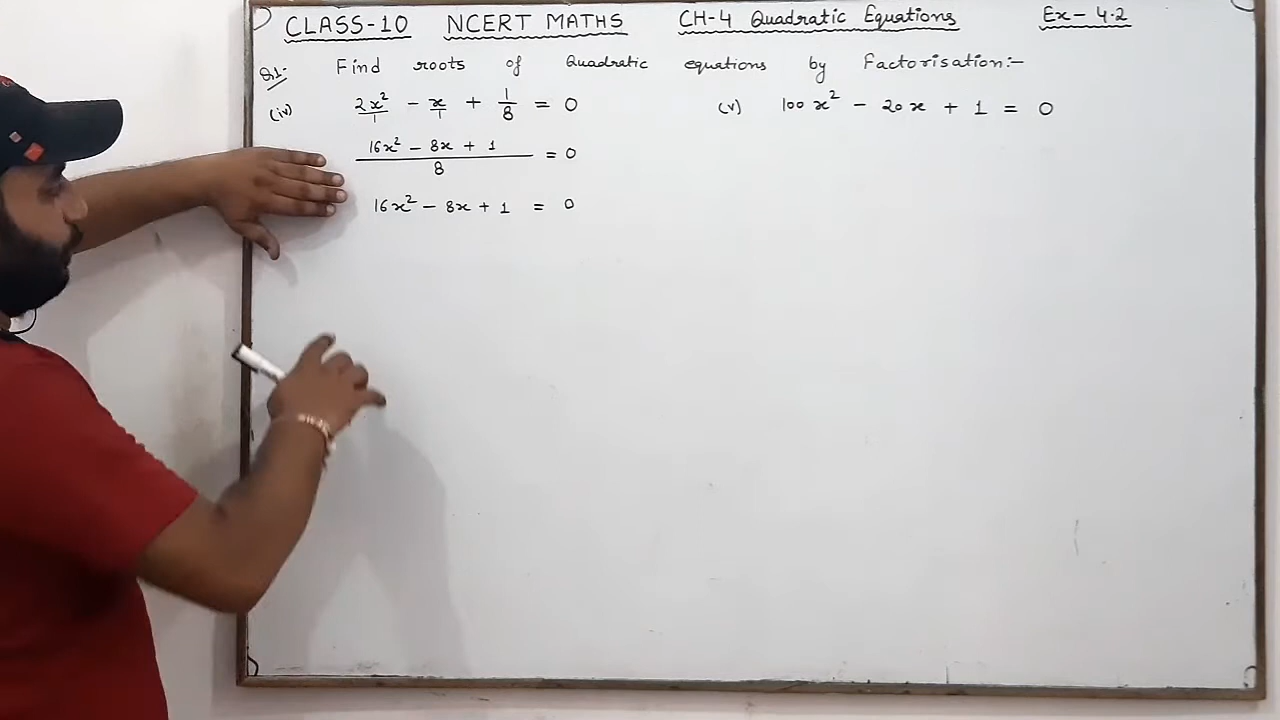 CLASS-10 NCERT MATHS CH-4 Quadratic Equations Ex-4.2
Q.1:- Find roots of Quadratic equations by Factorisation:-
(iv) 2x²/1 - x/1 + 1/8 = 0
(16x² - 8x + 1)/8 = 0
16x² - 8x + 1 = 0
(v) 100x² - 20x + 1 = 0